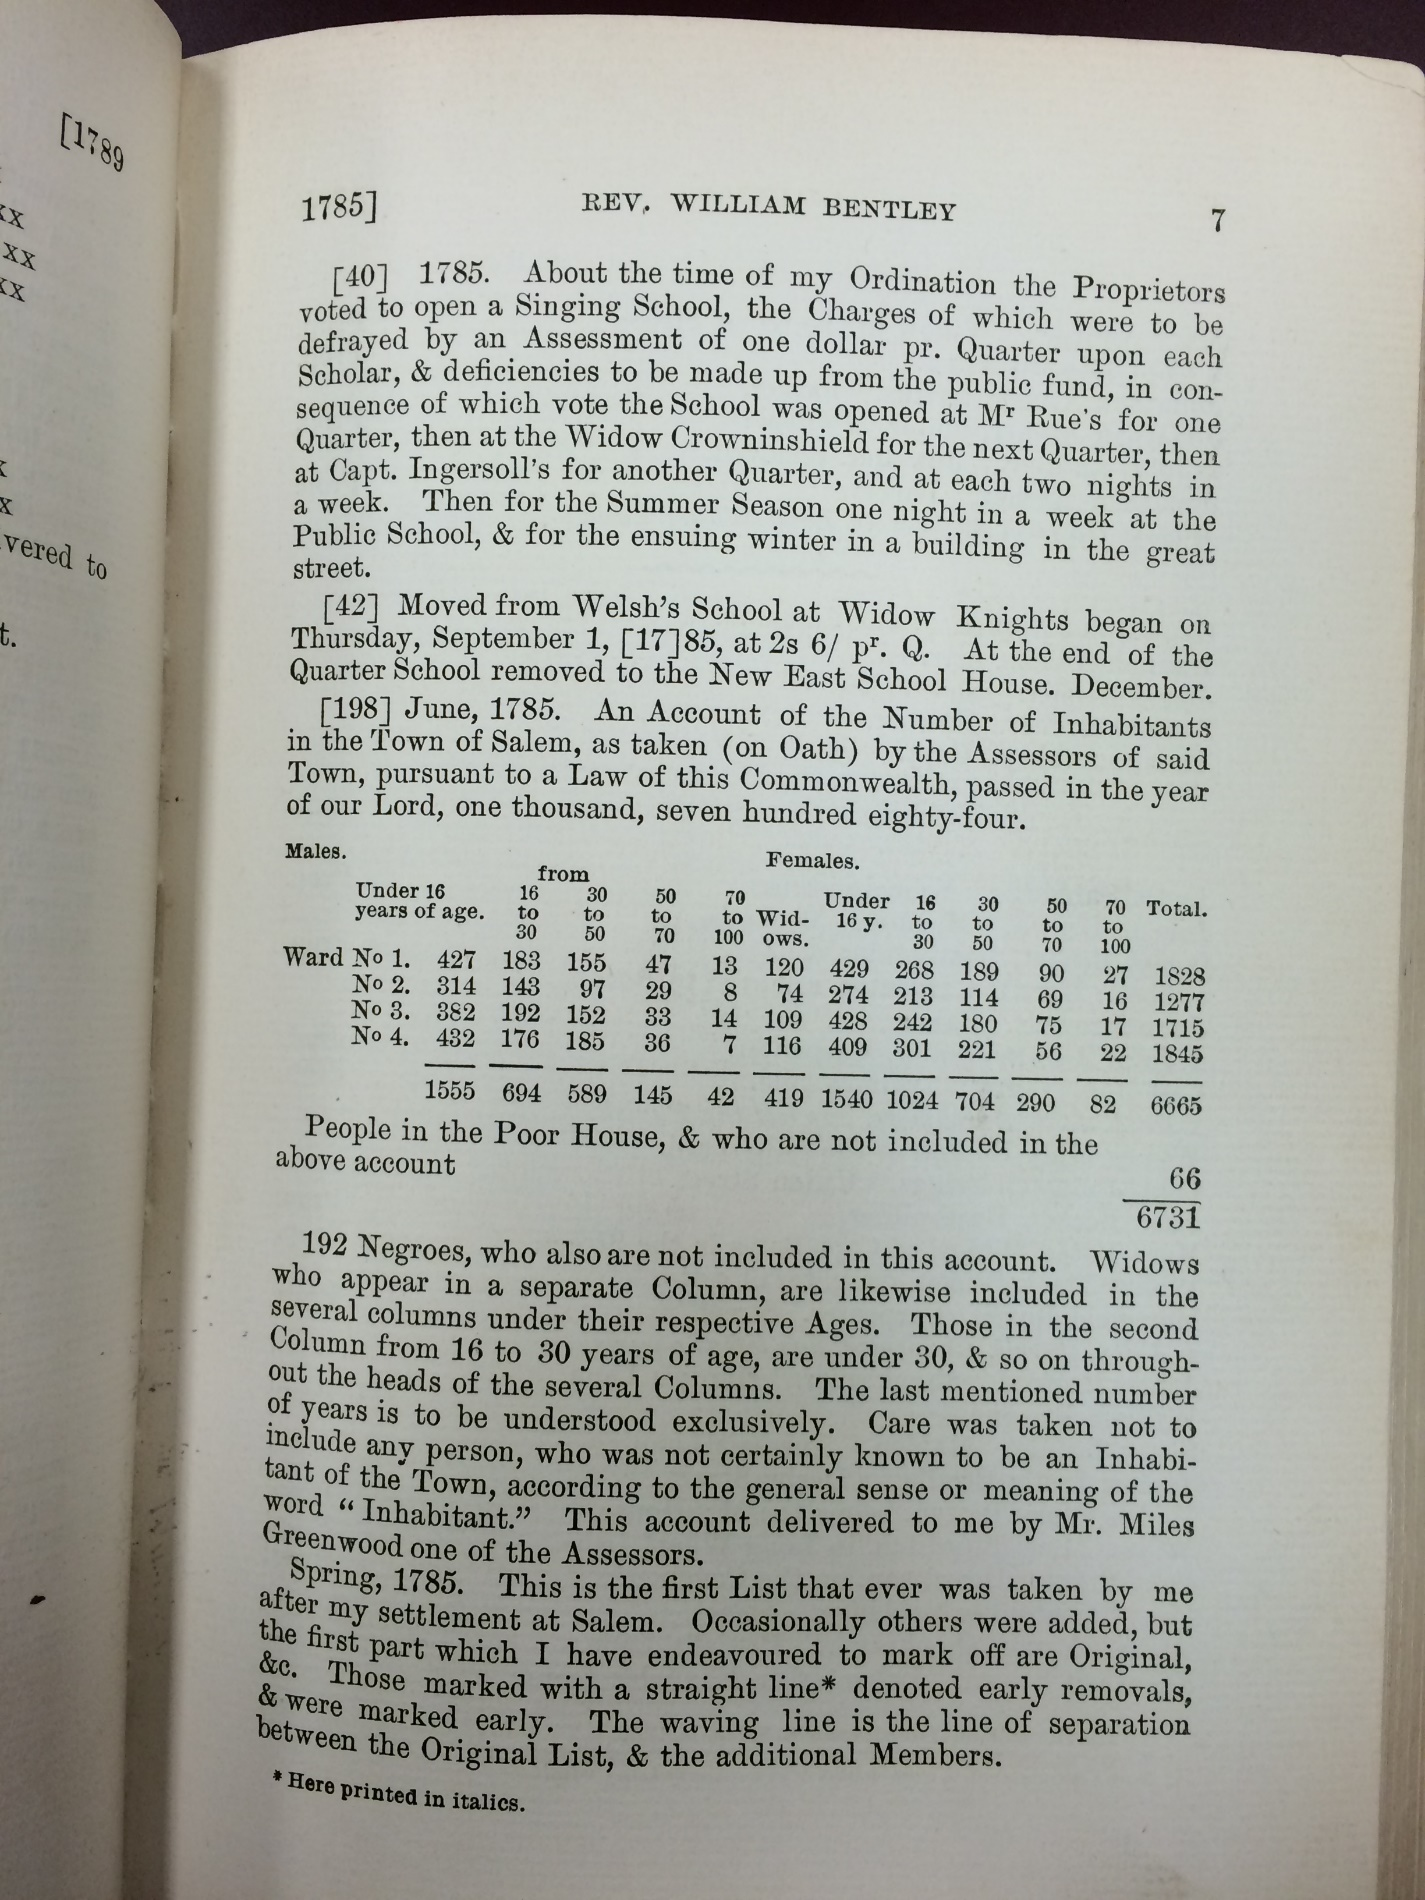 [1789
xx
xx
xx
x
x
vered to
t.
1785] REV. WILLIAM BENTLEY 7
[40] 1785. About the time of my Ordination the Proprietors
voted to open a Singing School, the Charges of which were to be
defrayed by an Assessment of one dollar pr. Quarter upon each
Scholar, & deficiencies to be made up from the public fund, in con-
sequence of which vote the School was opened at Mr Rue's for one
Quarter, then at the Widow Crowninshield for the next Quarter, then
at Capt. Ingersoll's for another Quarter, and at each two nights in
a week. Then for the Summer Season one night in a week at the
Public School, & for the ensuing winter in a building in the great
street.
[42] Moved from Welsh's School at Widow Knights began on
Thursday, September 1, [17]85, at 2s 6/ pr. Q. At the end of the
Quarter School removed to the New East School House. December.
[198] June, 1785. An Account of the Number of Inhabitants
in the Town of Salem, as taken (on Oath) by the Assessors of said
Town, pursuant to a Law of this Commonwealth, passed in the year
of our Lord, one thousand, seven hundred eighty-four.
Males. Females.
from
Under 16 16 30 50 70 Under 16 30 50 70 Total.
years of age. to to to to Wid- 16 y. to to to to
30 50 70 100 ows. 30 50 70 100
Ward No 1. 427 183 155 47 13 120 429 268 189 90 27 1828
No 2. 314 143 97 29 8 74 274 213 114 69 16 1277
No 3. 382 192 152 33 14 109 428 242 180 75 17 1715
No 4. 432 176 185 36 7 116 409 301 221 56 22 1845
1555 694 589 145 42 419 1540 1024 704 290 82 6665
People in the Poor House, & who are not included in the
above account 66
6731
192 Negroes, who also are not included in this account. Widows
who appear in a separate Column, are likewise included in the
several columns under their respective Ages. Those in the second
Column from 16 to 30 years of age, are under 30, & so on through-
out the heads of the several Columns. The last mentioned number
of years is to be understood exclusively. Care was taken not to
include any person, who was not certainly known to be an Inhabi-
tant of the Town, according to the general sense or meaning of the
word “Inhabitant.” This account delivered to me by Mr. Miles
Greenwood one of the Assessors.
Spring, 1785. This is the first List that ever was taken by me
after my settlement at Salem. Occasionally others were added, but
the first part which I have endeavoured to mark off are Original,
&c. Those marked with a straight line* denoted early removals,
& were marked early. The waving line is the line of separation
between the Original List, & the additional Members.
* Here printed in italics.